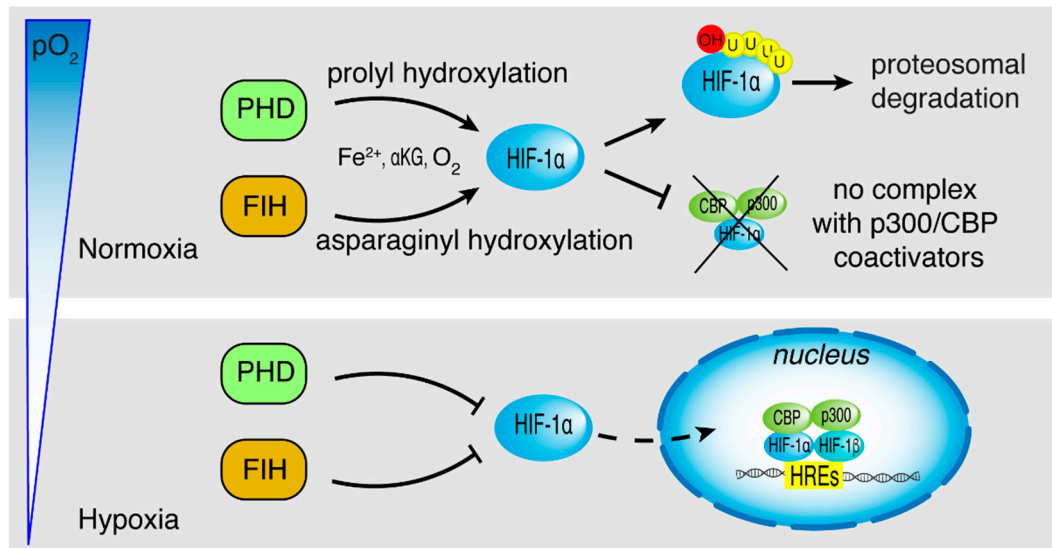 pO₂
PHD
prolyl hydroxylation
Fe²⁺, αKG, O₂
FIH
asparaginyl hydroxylation
HIF-1α
OH
U
U
U
U
HIF-1α
proteosomal
degradation
CBP
p300
HIF-1α
no complex
with p300/CBP
coactivators
Normoxia
PHD
FIH
HIF-1α
nucleus
CBP
p300
HIF-1α
HIF-1β
HREs
Hypoxia